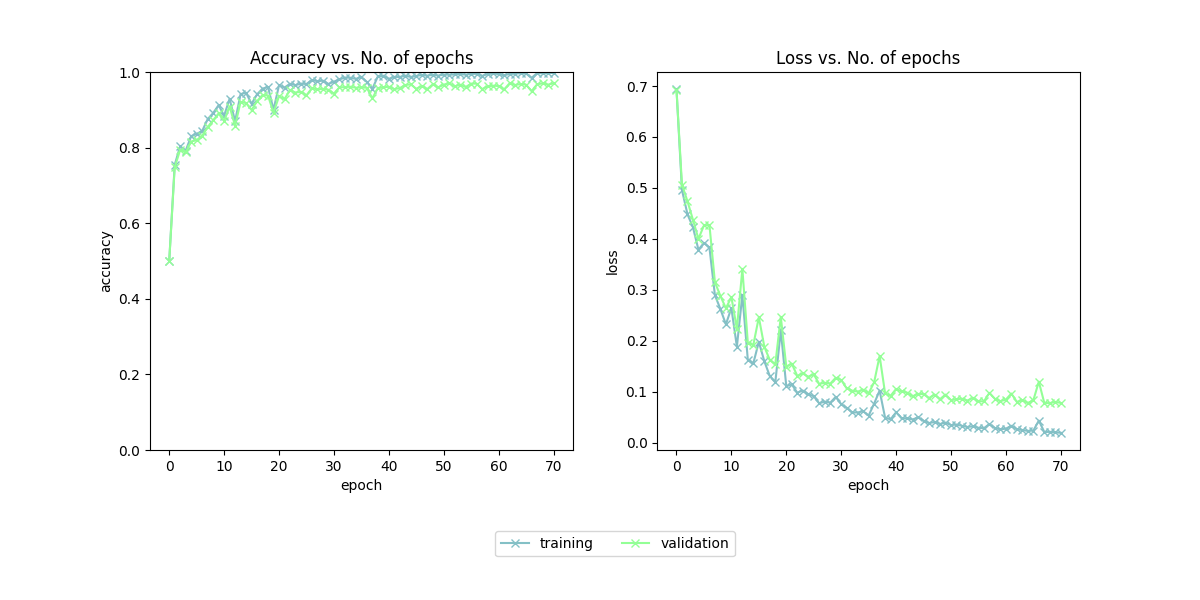 Accuracy vs. No. of epochs
1.0
0.8
0.6
0.4
0.2
0.0
accuracy
0 10 20 30 40 50 60 70
epoch
Loss vs. No. of epochs
0.7
0.6
0.5
0.4
0.3
0.2
0.1
0.0
loss
0 10 20 30 40 50 60 70
epoch
training validation